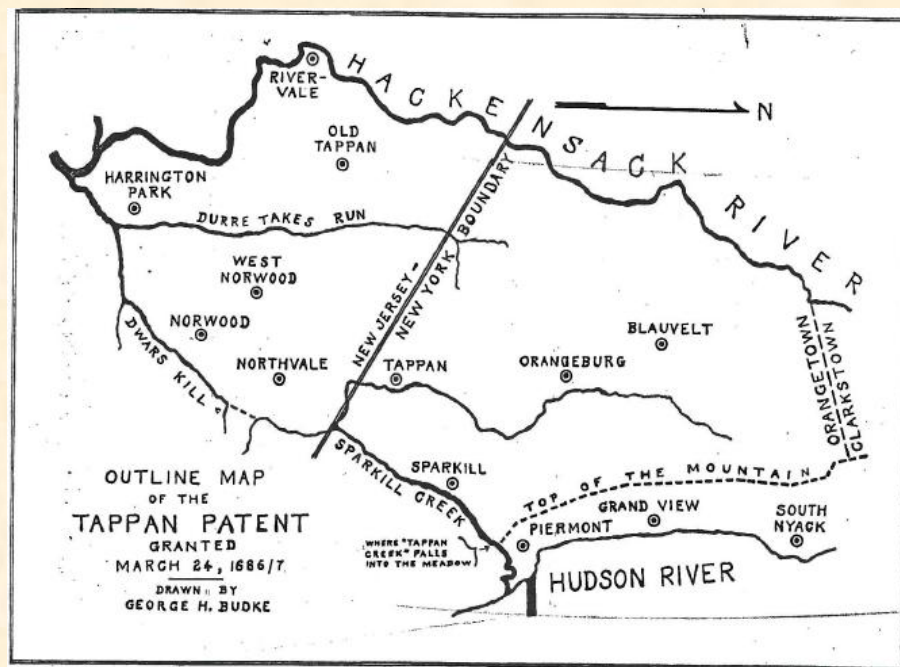 HACKENSACK RIVER
RIVER-
VALE
N
OLD
TAPPAN
HARRINGTON
PARK
DURRE TAKES RUN
NEW JERSEY-
NEW YORK BOUNDARY
WEST
NORWOOD
NORWOOD
DWARS KILL
NORTHVALE
TAPPAN
ORANGEBURG
BLAUVELT
ORANGETOWN
CLARKSTOWN
SPARKILL
SPARKILL CREEK
TOP OF THE MOUNTAIN
GRAND VIEW
SOUTH
NYACK
PIERMONT
WHERE "TAPPAN
CREEK" FALLS
INTO THE MEADOW
HUDSON RIVER
OUTLINE MAP
OF THE
TAPPAN PATENT
GRANTED
MARCH 24, 1686/7
DRAWN BY
GEORGE H. BUDKE